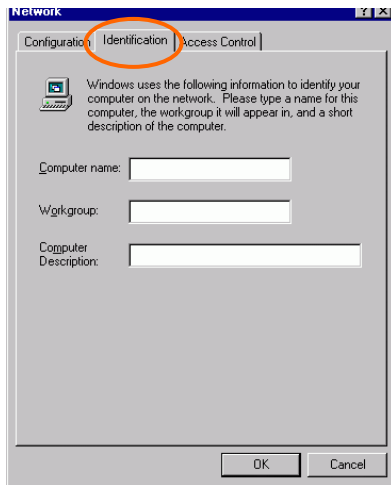 Network
Configuration Identification Access Control
Windows uses the following information to identify your
computer on the network. Please type a name for this
computer, the workgroup it will appear in, and a short
description of the computer.
Computer name:
Workgroup:
Computer
Description:
OK Cancel